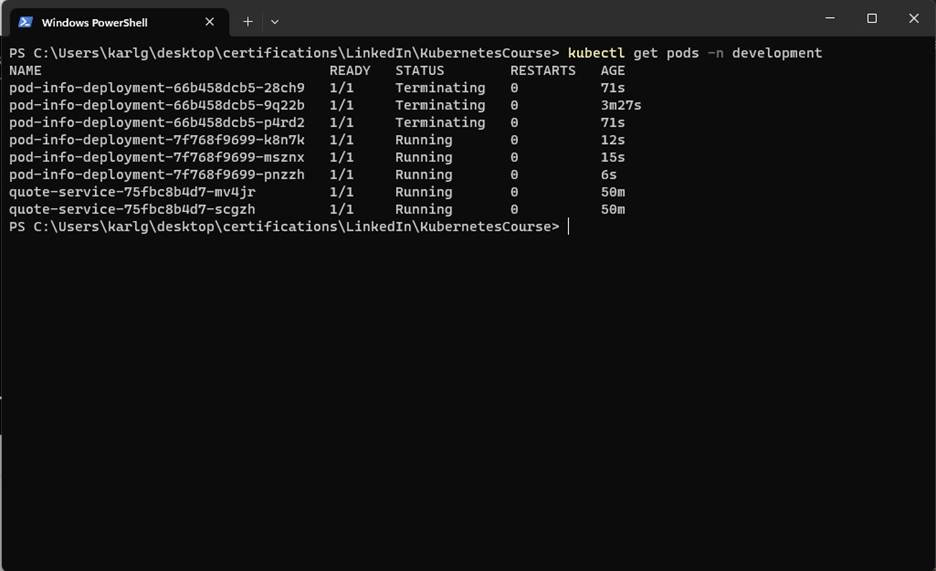 Windows PowerShell
PS C:\Users\karlg\desktop\certifications\LinkedIn\KubernetesCourse> kubectl get pods -n development
NAME READY STATUS RESTARTS AGE
pod-info-deployment-66b458dcb5-28ch9 1/1 Terminating 0 71s
pod-info-deployment-66b458dcb5-9q22b 1/1 Terminating 0 3m27s
pod-info-deployment-66b458dcb5-p4rd2 1/1 Terminating 0 71s
pod-info-deployment-7f768f9699-k8n7k 1/1 Running 0 12s
pod-info-deployment-7f768f9699-msznx 1/1 Running 0 15s
pod-info-deployment-7f768f9699-pnzzh 1/1 Running 0 6s
quote-service-75fbc8b4d7-mv4jr 1/1 Running 0 50m
quote-service-75fbc8b4d7-scgzh 1/1 Running 0 50m
PS C:\Users\karlg\desktop\certifications\LinkedIn\KubernetesCourse>